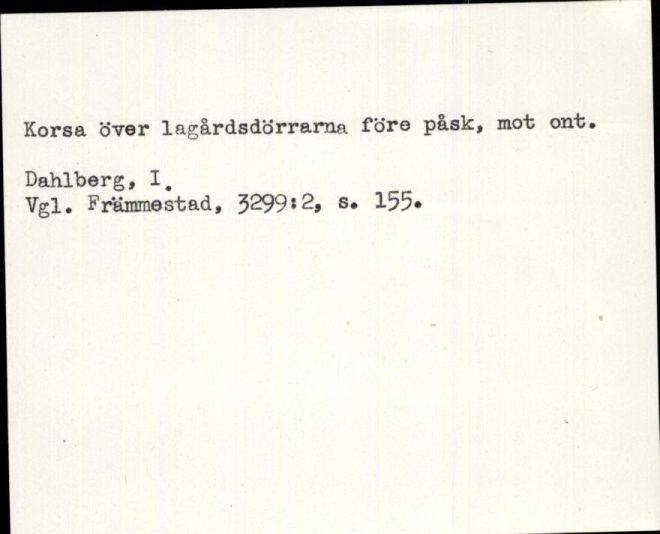 Korsa över lagårdsdörrarna före påsk, mot ont.
Dahlberg, I.
Vgl. Främmestad, 3299:2, s. 155.